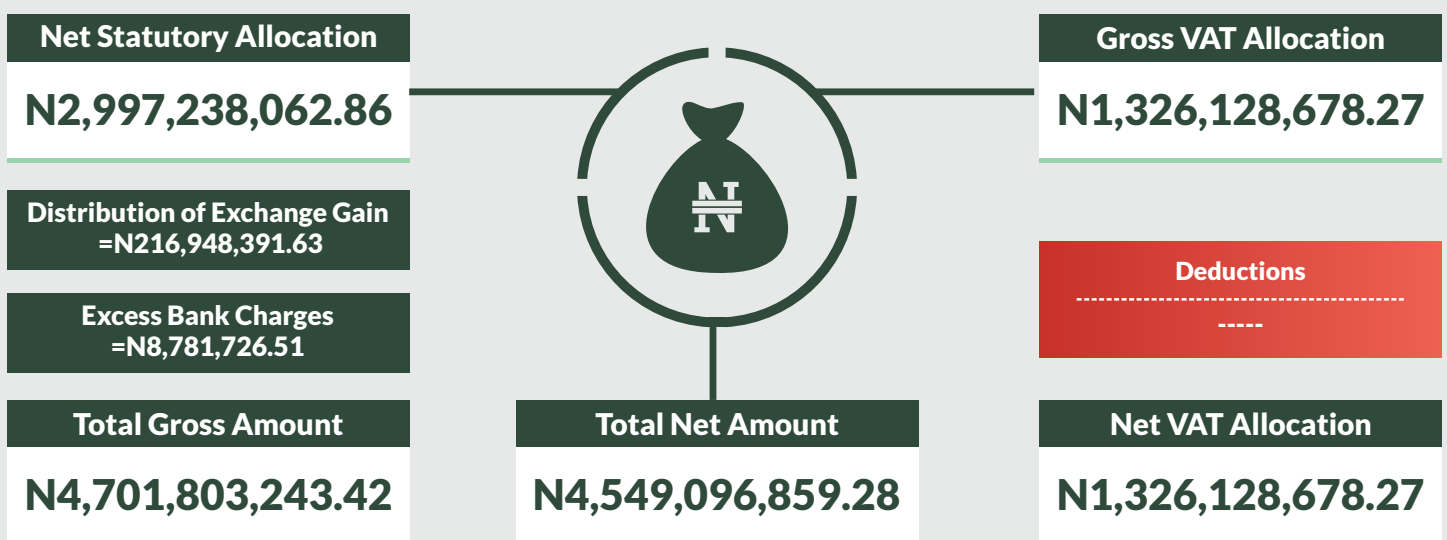 Net Statutory Allocation
N2,997,238,062.86
Distribution of Exchange Gain
=N216,948,391.63
Excess Bank Charges
=N8,781,726.51
Total Gross Amount
N4,701,803,243.42
₦
Total Net Amount
N4,549,096,859.28
Gross VAT Allocation
N1,326,128,678.27
Deductions
--------------------------------------------
-----
Net VAT Allocation
N1,326,128,678.27